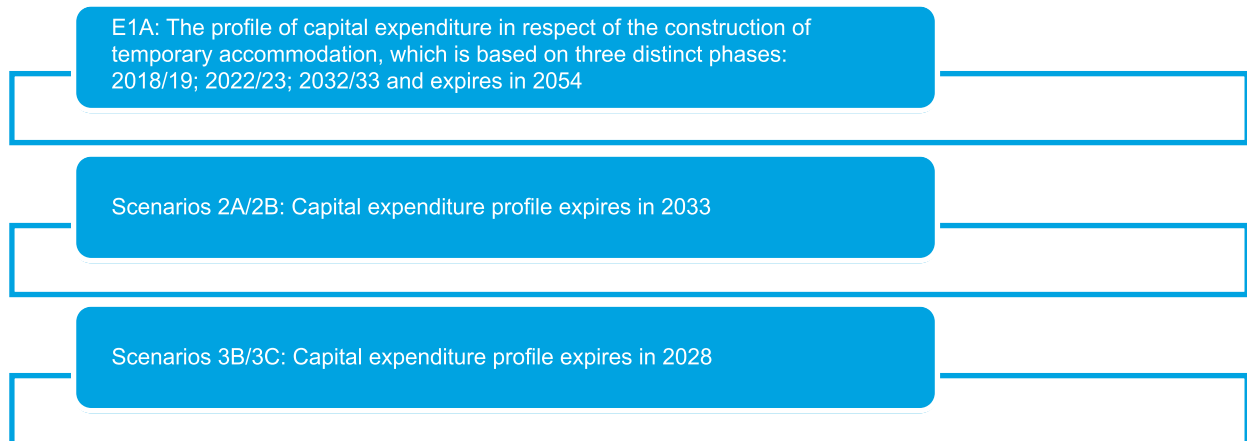 E1A: The profile of capital expenditure in respect of the construction of
temporary accommodation, which is based on three distinct phases:
2018/19; 2022/23; 2032/33 and expires in 2054
Scenarios 2A/2B: Capital expenditure profile expires in 2033
Scenarios 3B/3C: Capital expenditure profile expires in 2028